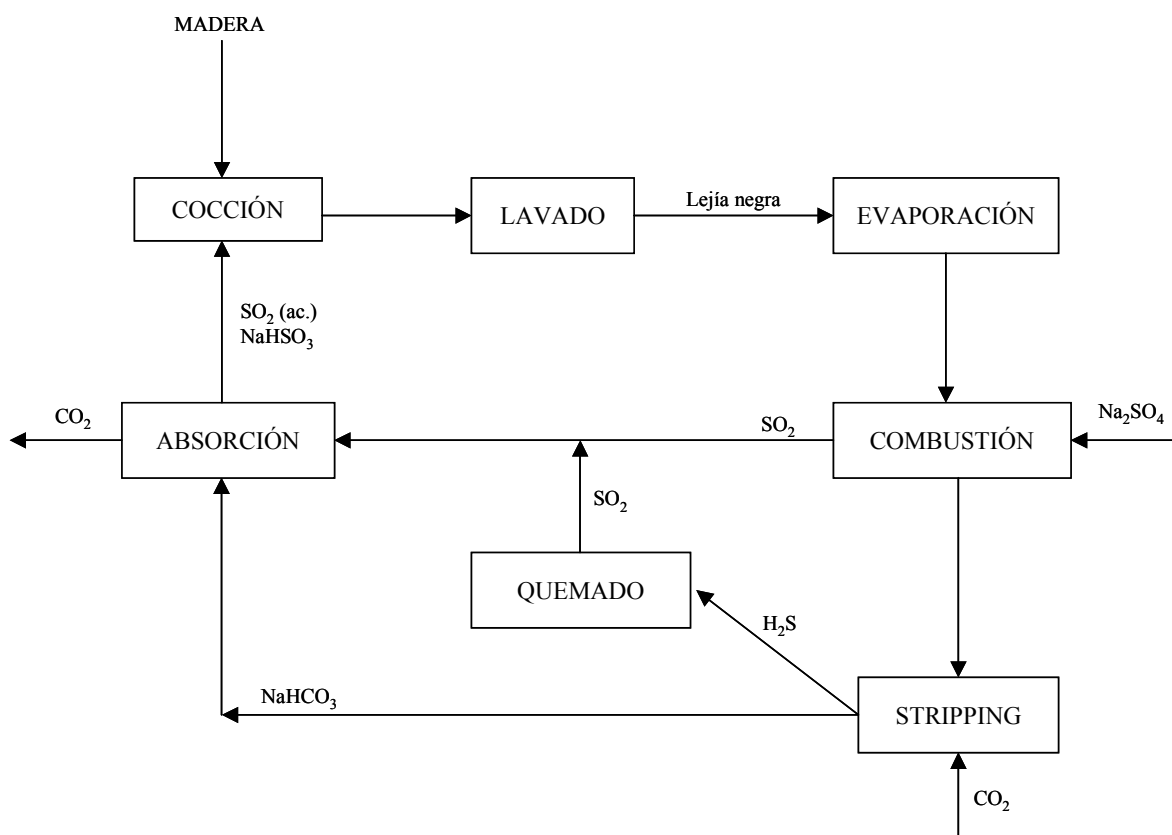 MADERA
COCCIÓN
LAVADO
Lejía negra
EVAPORACIÓN
SO₂ (ac.)
NaHSO₃
CO₂
ABSORCIÓN
SO₂
COMBUSTIÓN
Na₂SO₄
SO₂
QUEMADO
H₂S
NaHCO₃
STRIPPING
CO₂